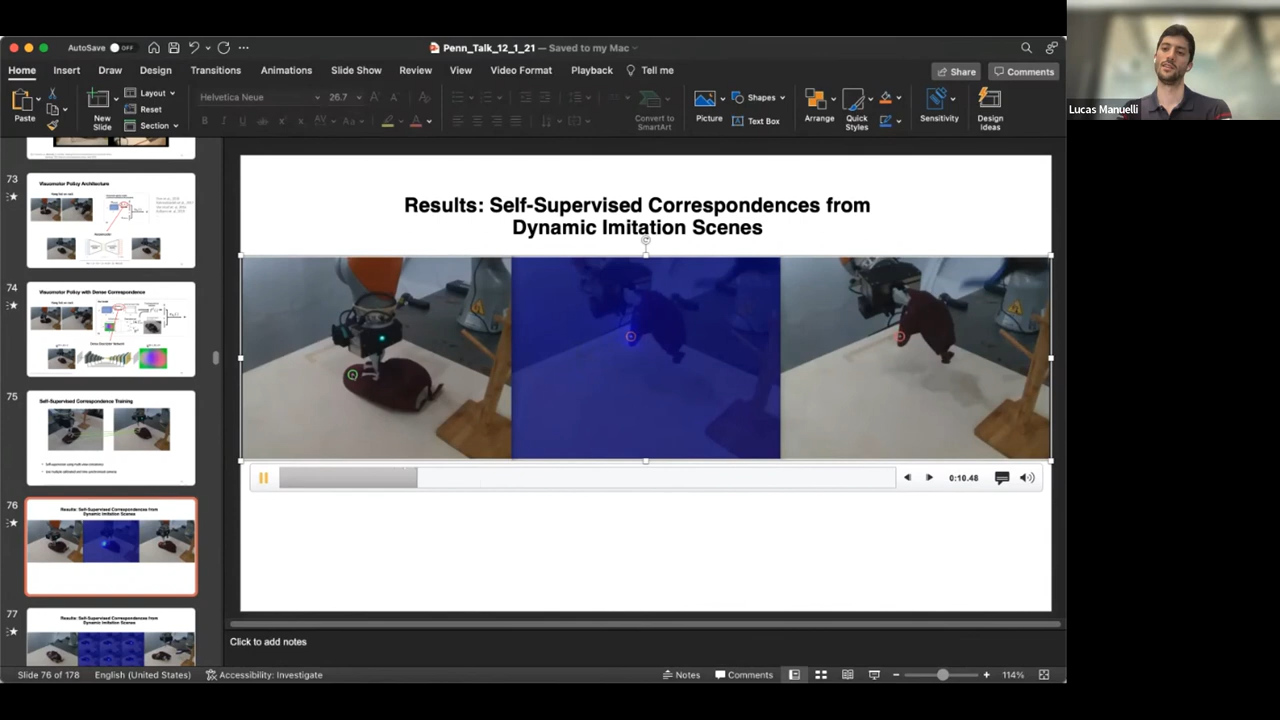 AutoSave OFF
Penn_Talk_12_1_21 — Saved to my Mac
Home Insert Draw Design Transitions Animations Slide Show Review View Video Format Playback Tell me
Share Comments
Paste
New Slide
Layout
Reset
Section
Helvetica Neue 26.7
Convert to SmartArt
Picture
Shapes
Text Box
Arrange
Quick Styles
Sensitivity
Design Ideas
Lucas Manuelli
73
Visuomotor Policy Architecture
74
Visuomotor Policy with Dense Correspondence
75
Self-Supervised Correspondence Training
76
Results: Self-Supervised Correspondences from
Dynamic Imitation Scenes
77
Results: Self-Supervised Correspondences from
Dynamic Imitation Scenes
Results: Self-Supervised Correspondences from
Dynamic Imitation Scenes
0:10.48
Click to add notes
Slide 76 of 178 English (United States) Accessibility: Investigate Notes Comments 114%